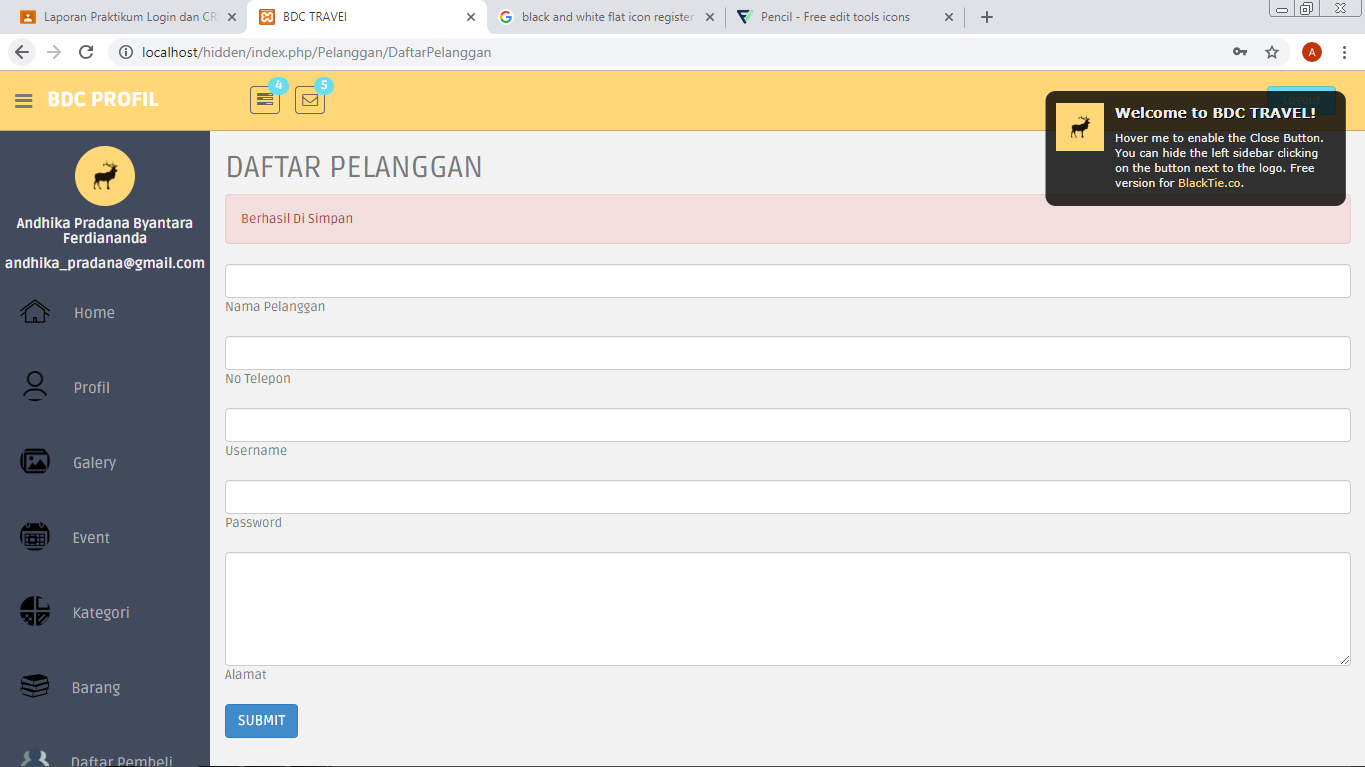 Laporan Praktikum Login dan CR
BDC TRAVEL
black and white flat icon register
Pencil - Free edit tools icons
localhost/hidden/index.php/Pelanggan/DaftarPelanggan
A
BDC PROFIL
4
5
Welcome to BDC TRAVEL!
Hover me to enable the Close Button.
You can hide the left sidebar clicking
on the button next to the logo. Free
version for BlackTie.co.
Andhika Pradana Byantara
Ferdiananda
andhika_pradana@gmail.com
Home
Profil
Galery
Event
Kategori
Barang
Daftar Pembeli
DAFTAR PELANGGAN
Berhasil Di Simpan
Nama Pelanggan
No Telepon
Username
Password
Alamat
SUBMIT